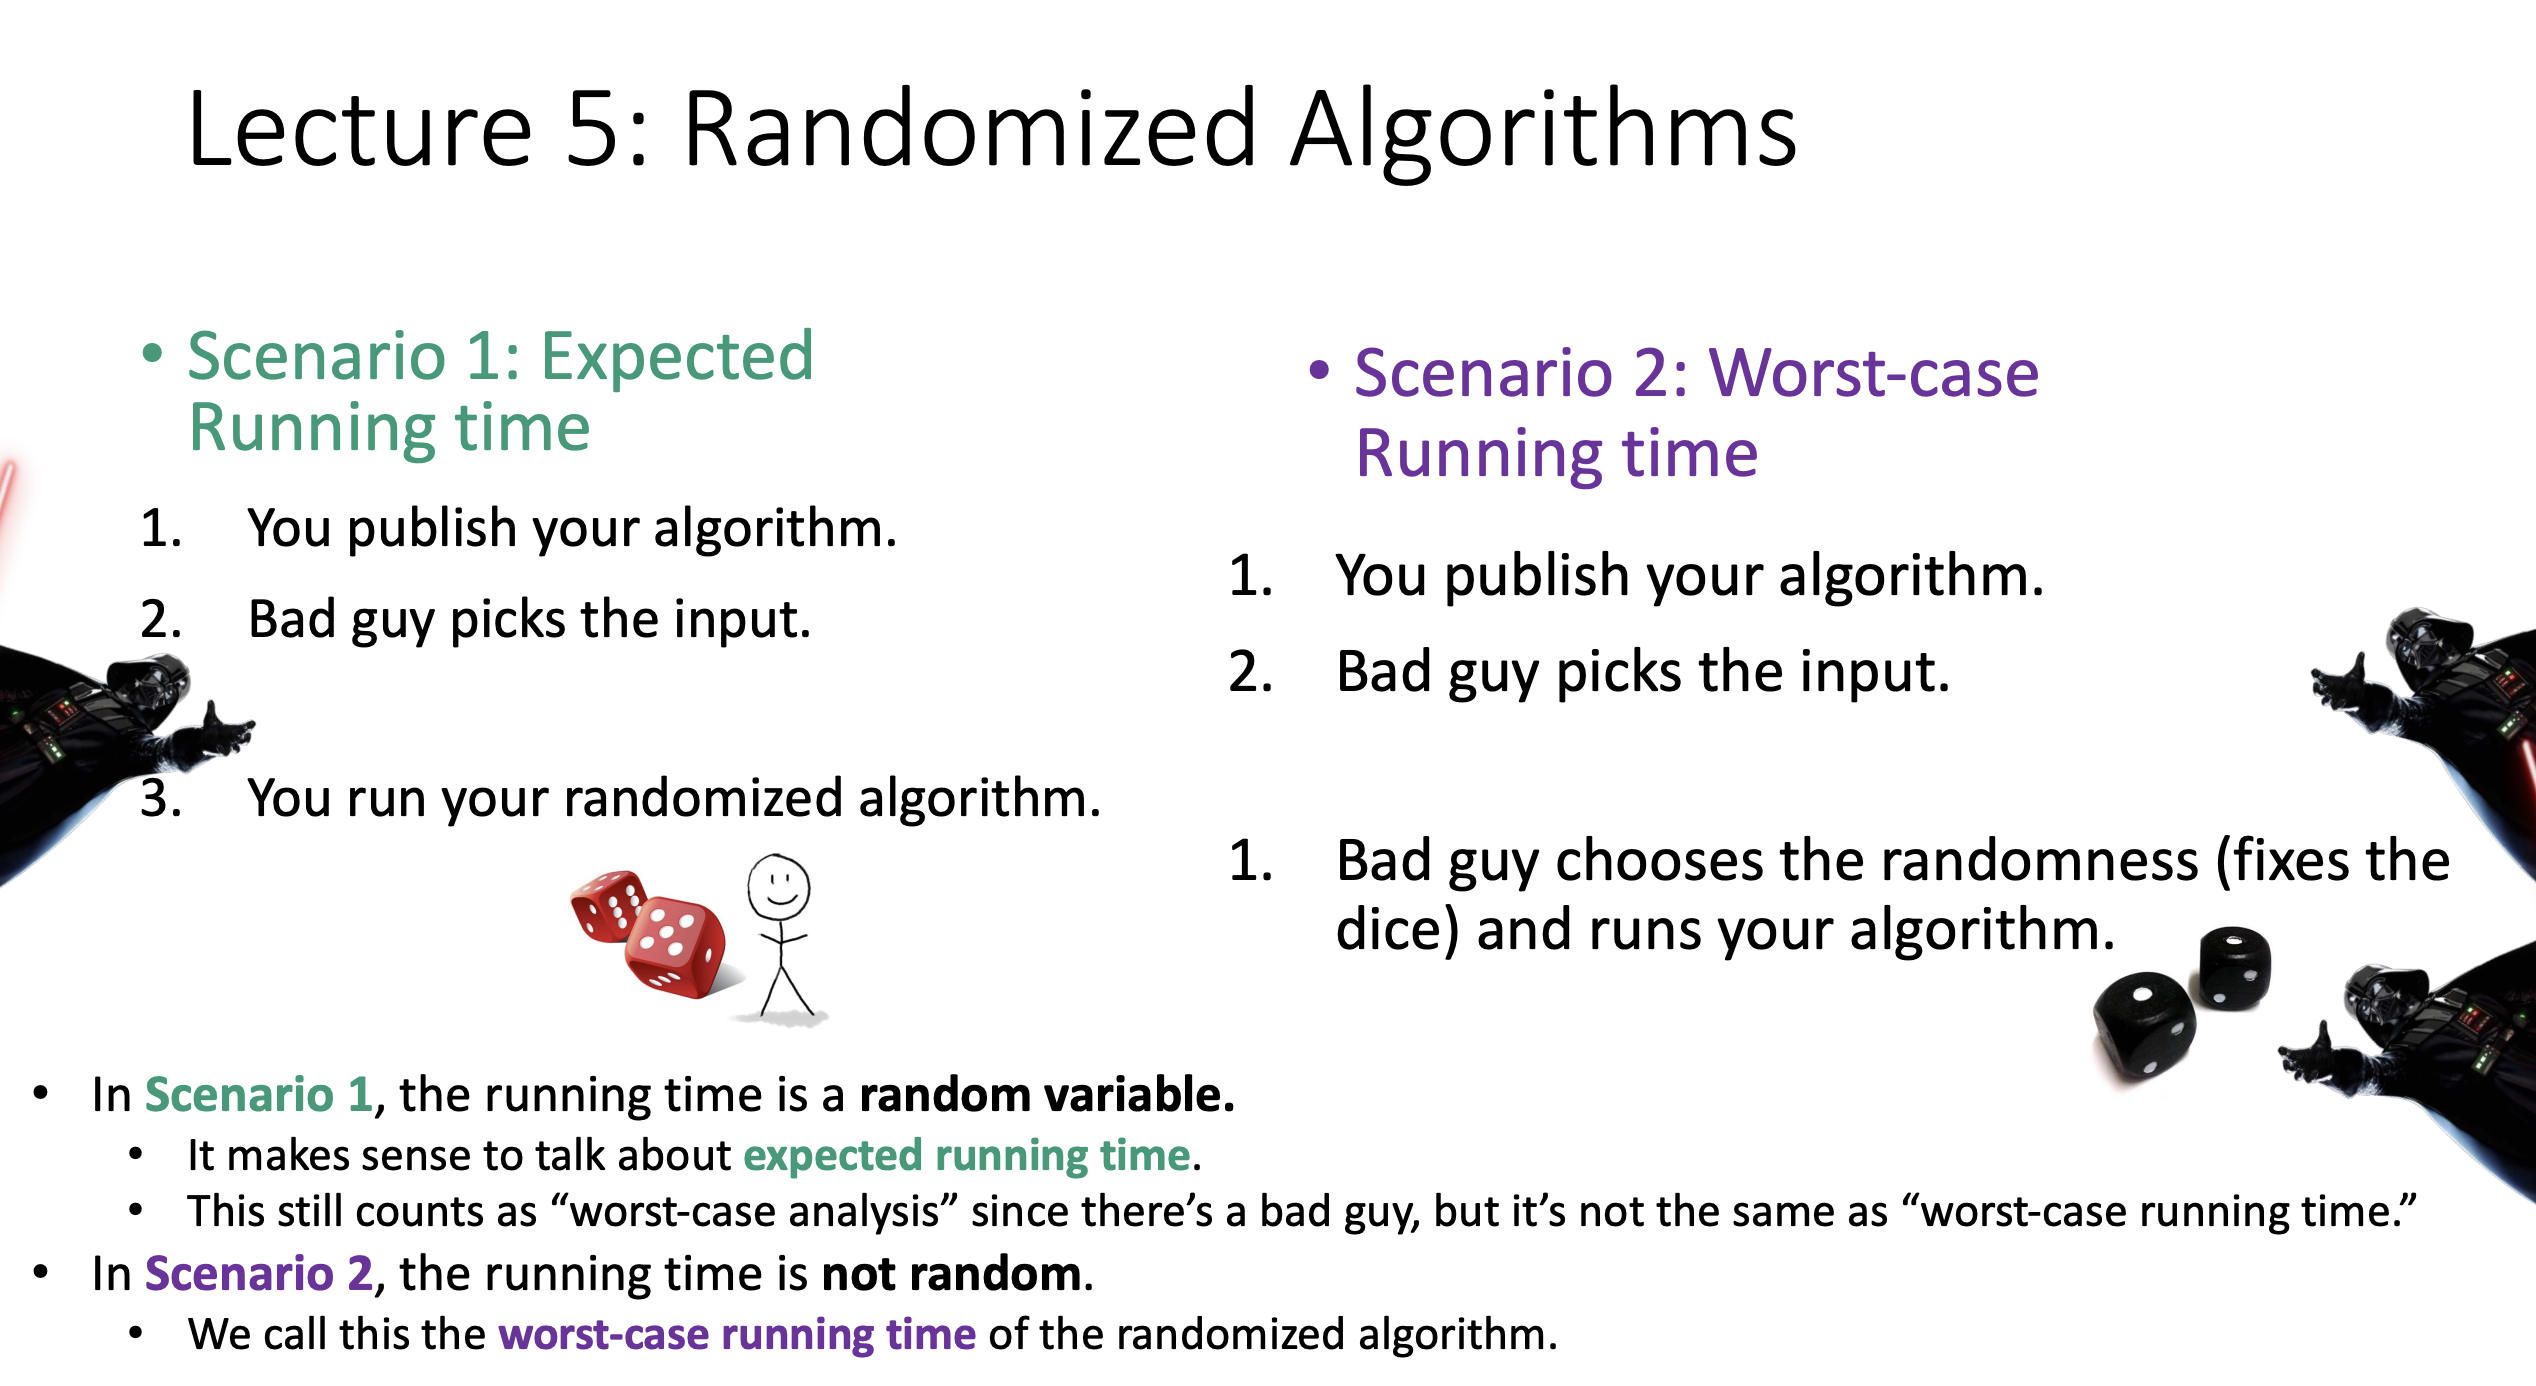 Lecture 5: Randomized Algorithms
• Scenario 1: Expected
Running time
1. You publish your algorithm.
2. Bad guy picks the input.
3. You run your randomized algorithm.
• Scenario 2: Worst-case
Running time
1. You publish your algorithm.
2. Bad guy picks the input.
1. Bad guy chooses the randomness (fixes the
dice) and runs your algorithm.
• In Scenario 1, the running time is a random variable.
• It makes sense to talk about expected running time.
• This still counts as “worst-case analysis” since there’s a bad guy, but it’s not the same as “worst-case running time.”
• In Scenario 2, the running time is not random.
• We call this the worst-case running time of the randomized algorithm.